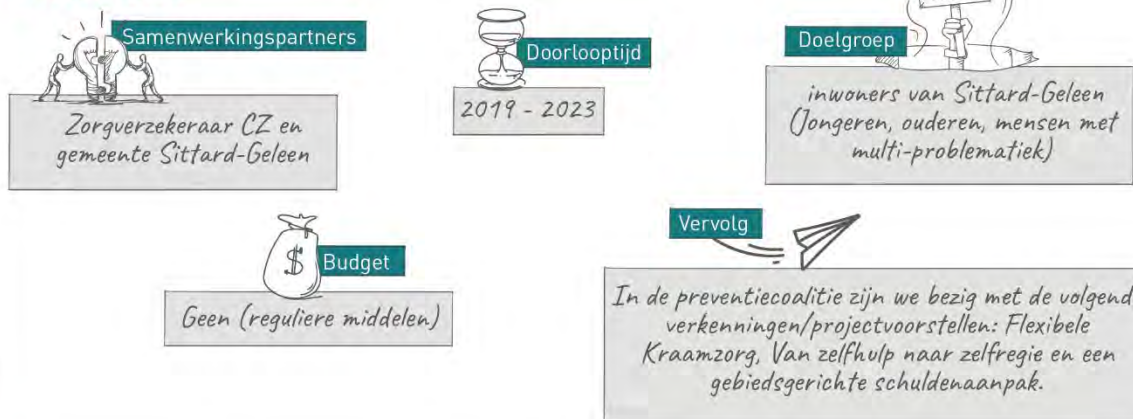 Samenwerkingspartners
Zorgverzekeraar CZ en
gemeente Sittard-Geleen
Doorlooptijd
2019 - 2023
Doelgroep
inwoners van Sittard-Geleen
(Jongeren, ouderen, mensen met
multi-problematiek)
$
Budget
Geen (reguliere middelen)
Vervolg
In de preventiecoalitie zijn we bezig met de volgend
verkenningen/projectvoorstellen: Flexibele
Kraamzorg, Van zelfhulp naar zelfregie en een
gebiedsgerichte schuldenaanpak.